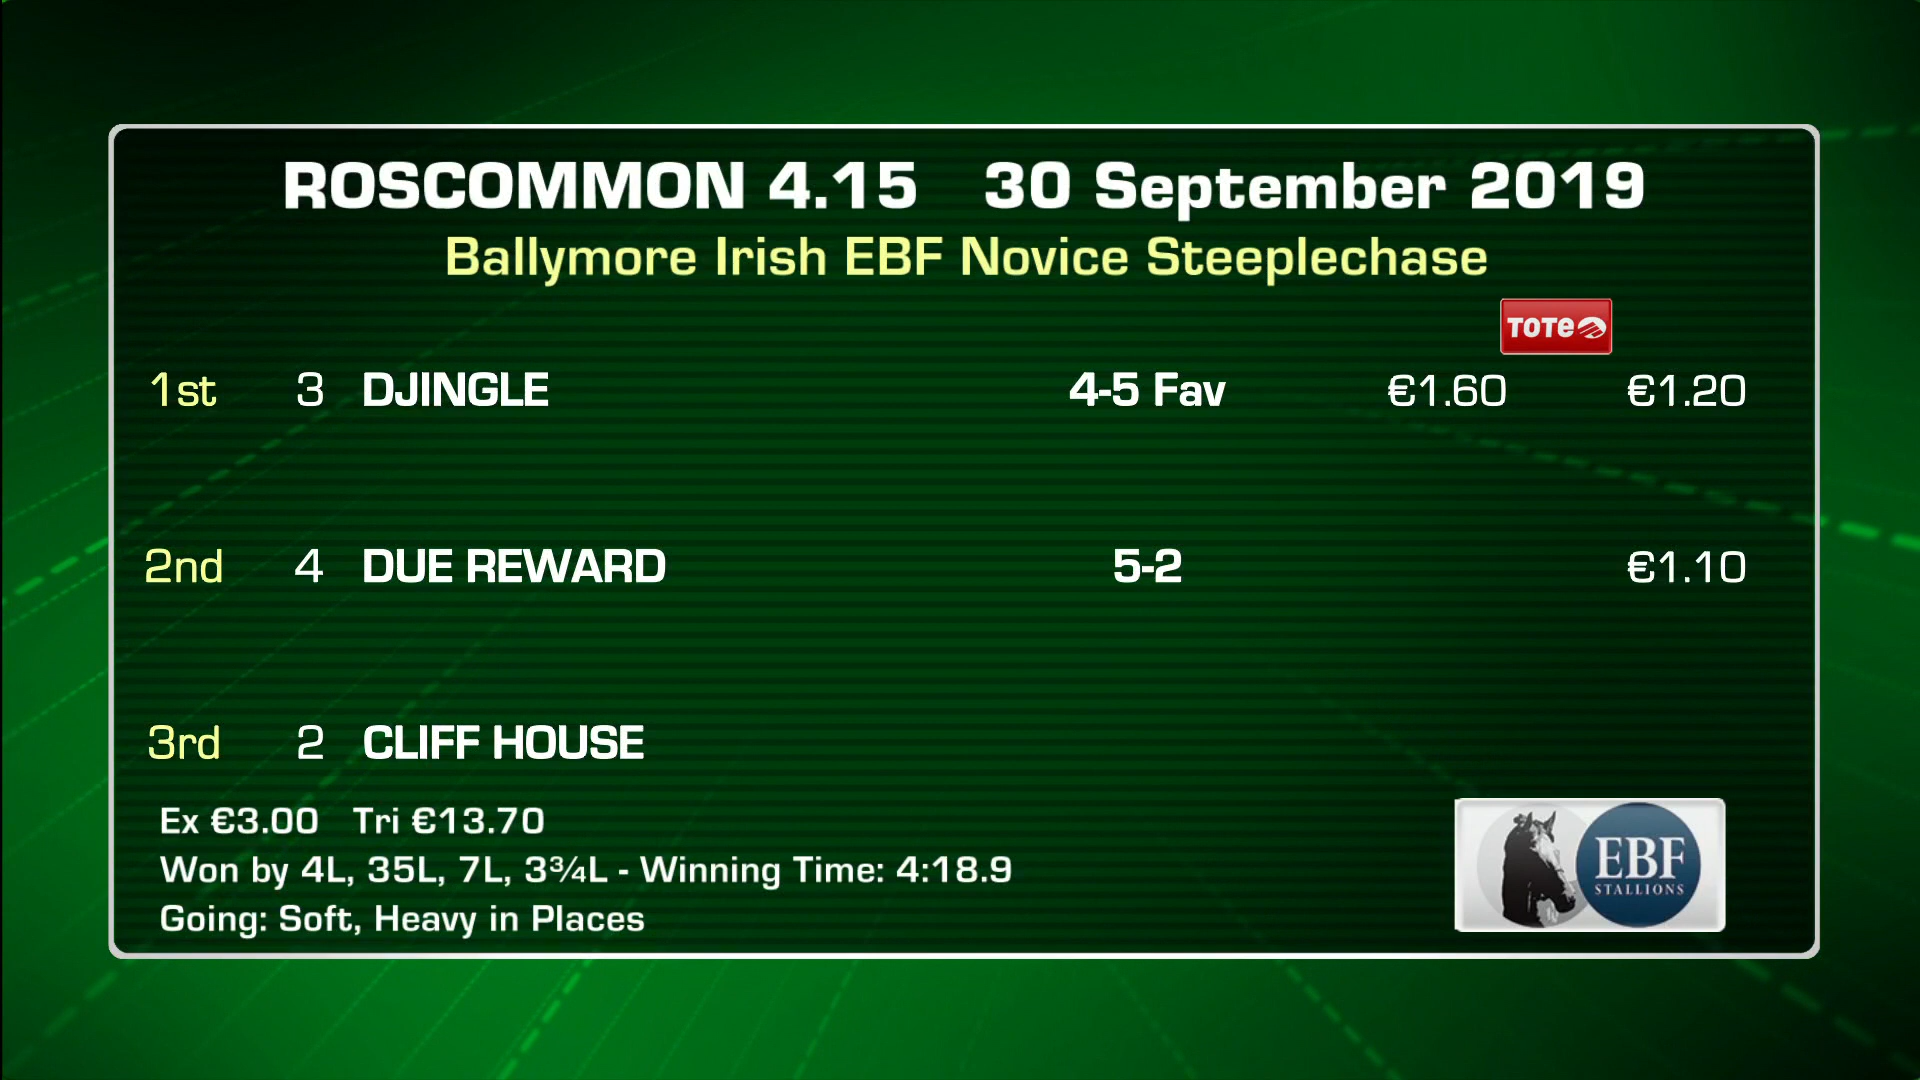 ROSCOMMON 4.15 30 September 2019
Ballymore Irish EBF Novice Steeplechase
TOTE
1st 3 DJINGLE 4-5 Fav €1.60 €1.20
2nd 4 DUE REWARD 5-2 €1.10
3rd 2 CLIFF HOUSE
Ex €3.00 Tri €13.70
Won by 4L, 35L, 7L, 3¾L - Winning Time: 4:18.9
Going: Soft, Heavy in Places
EBF
STALLIONS